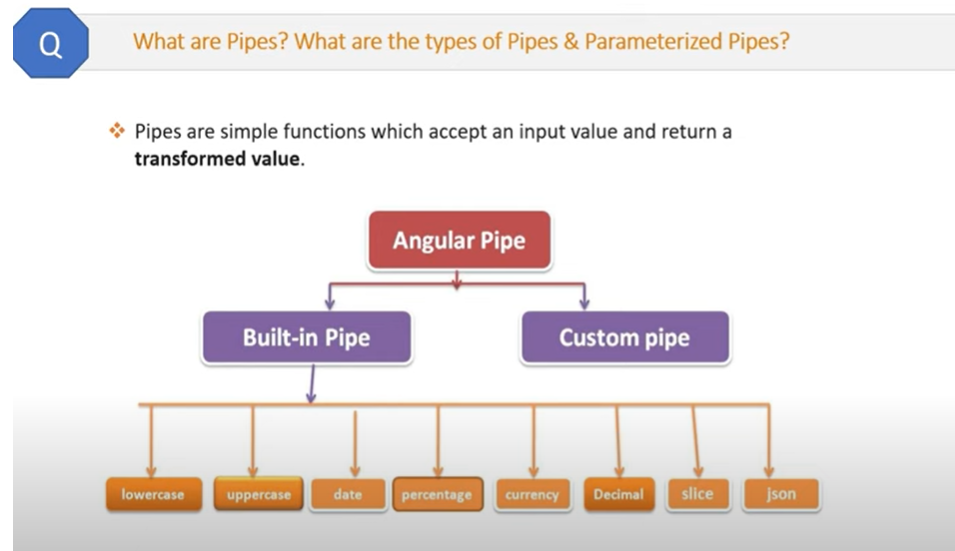 Q
What are Pipes? What are the types of Pipes & Parameterized Pipes?
Pipes are simple functions which accept an input value and return a
transformed value.
Angular Pipe
Built-in Pipe
Custom pipe
lowercase
uppercase
date
percentage
currency
Decimal
slice
json